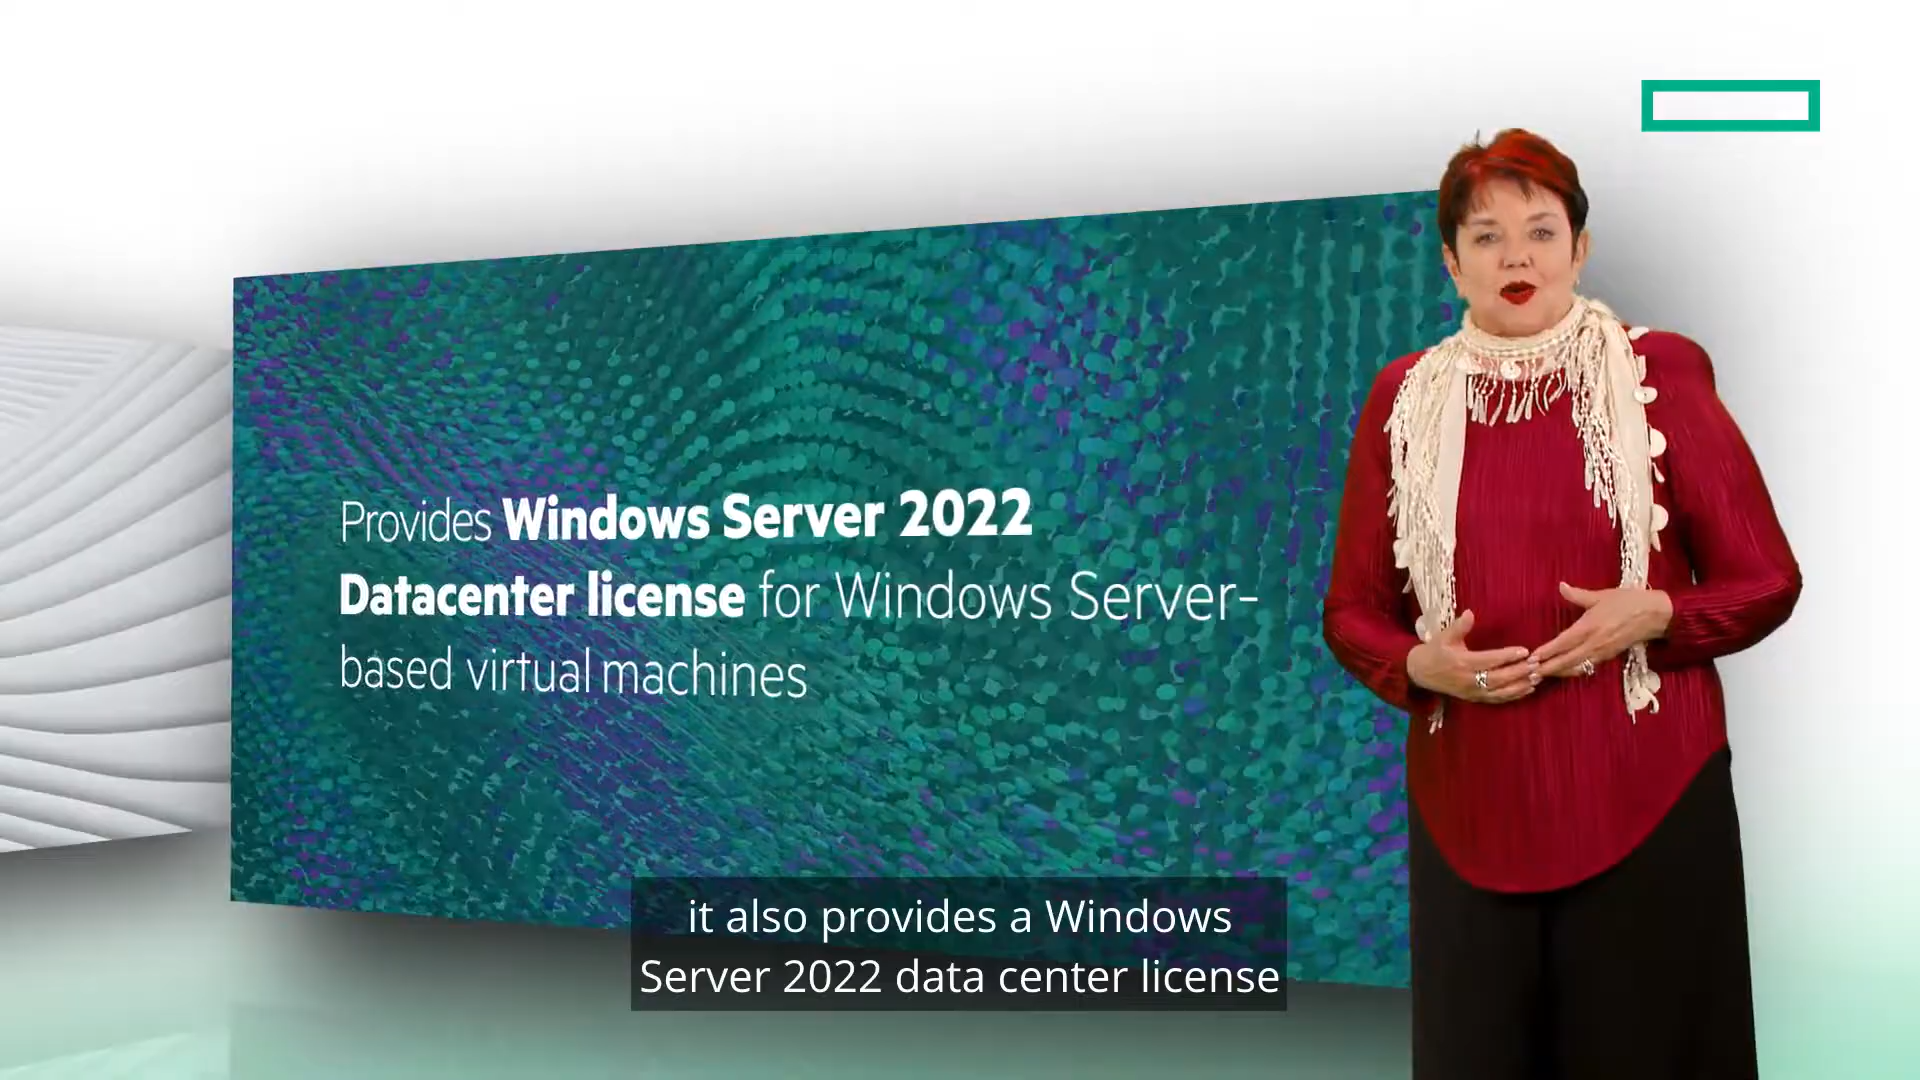 Provides Windows Server 2022
Datacenter license for Windows Server-
based virtual machines
it also provides a Windows
Server 2022 data center license